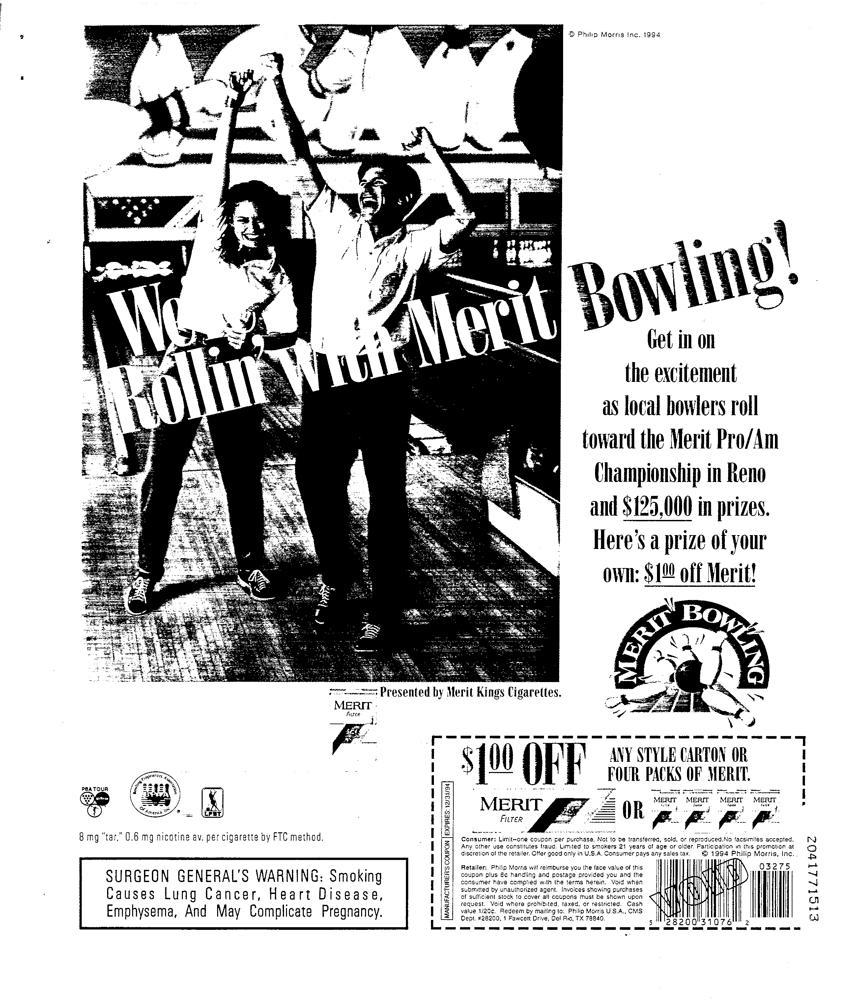 © Philip Morris Inc. 1994
We're
Rollin' with Merit Bowling!
Get in on
the excitement
as local bowlers roll
toward the Merit Pro/Am
Championship in Reno
and $125,000 in prizes.
Here's a prize of your
own: $1⁰⁰ off Merit!
MERIT BOWLING
Presented by Merit Kings Cigarettes.
MERIT
FILTER
PBA TOUR
LPBT
8 mg "tar," 0.6 mg nicotine av. per cigarette by FTC method.
SURGEON GENERAL'S WARNING: Smoking
Causes Lung Cancer, Heart Disease,
Emphysema, And May Complicate Pregnancy.
$1⁰⁰ OFF
ANY STYLE CARTON OR
FOUR PACKS OF MERIT.
MANUFACTURER'S COUPON EXPIRES: 12/31/94
MERIT
FILTER
OR
MERIT MERIT MERIT MERIT
Consumer: Limit-one coupon per purchase. Not to be transferred, sold, or reproduced. No facsimiles accepted.
Any other use constitutes fraud. Limited to smokers 21 years of age or older. Participation in this promotion at
discretion of the retailer. Offer good only in U.S.A. Consumer pays any sales tax. © 1994 Philip Morris, Inc.
Retailer: Philip Morris will reimburse you the face value of this
coupon plus 8¢ handling and postage provided you and the
consumer have complied with the terms herein. Void when
submitted by unauthorized agent. Invoices showing purchases
of sufficient stock to cover all coupons must be shown upon
request. Void where prohibited, taxed, or restricted. Cash
value 1/20¢. Redeem by mailing to: Philip Morris U.S.A., CMS
Dept. #28200, 1 Fawcett Drive, Del Rio, TX 78840.
VOID
03275
5 28200 31076 2
2041771513